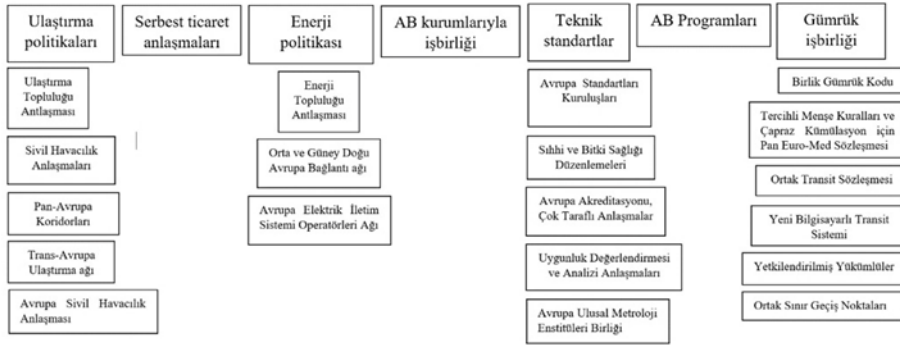 Ulaştırma
politikaları
Serbest ticaret
anlaşmaları
Enerji
politikası
AB kurumlarıyla
işbirliği
Teknik
standartlar
AB Programları
Gümrük
işbirliği
Ulaştırma
Topluluğu
Antlaşması
Sivil Havacılık
Anlaşmaları
Pan-Avrupa
Koridorları
Trans-Avrupa
Ulaştırma ağı
Avrupa Sivil Havacılık
Anlaşması
Enerji
Topluluğu
Antlaşması
Orta ve Güney Doğu
Avrupa Bağlantı ağı
Avrupa Elektrik İletim
Sistemi Operatörleri Ağı
Avrupa Standartları
Kuruluşları
Sıhhi ve Bitki Sağlığı
Düzenlemeleri
Avrupa Akreditasyonu,
Çok Taraflı Anlaşmalar
Uygunluk Değerlendirmesi
ve Analizi Anlaşmaları
Avrupa Ulusal Metroloji
Enstitüleri Birliği
Birlik Gümrük Kodu
Tercihli Menşe Kuralları ve
Çapraz Kümülasyon için
Pan Euro-Med Sözleşmesi
Ortak Transit Sözleşmesi
Yeni Bilgisayarlı Transit
Sistemi
Yetkilendirilmiş Yükümlüler
Ortak Sınır Geçiş Noktaları